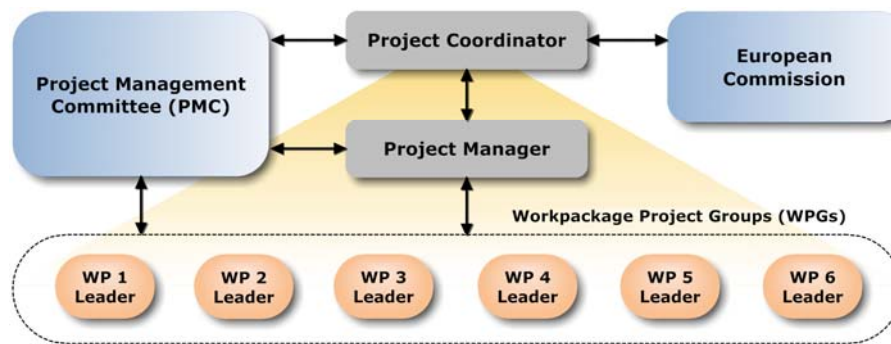 Project Coordinator
European
Commission
Project Management
Committee (PMC)
Project Manager
Workpackage Project Groups (WPGs)
WP 1
Leader
WP 2
Leader
WP 3
Leader
WP 4
Leader
WP 5
Leader
WP 6
Leader